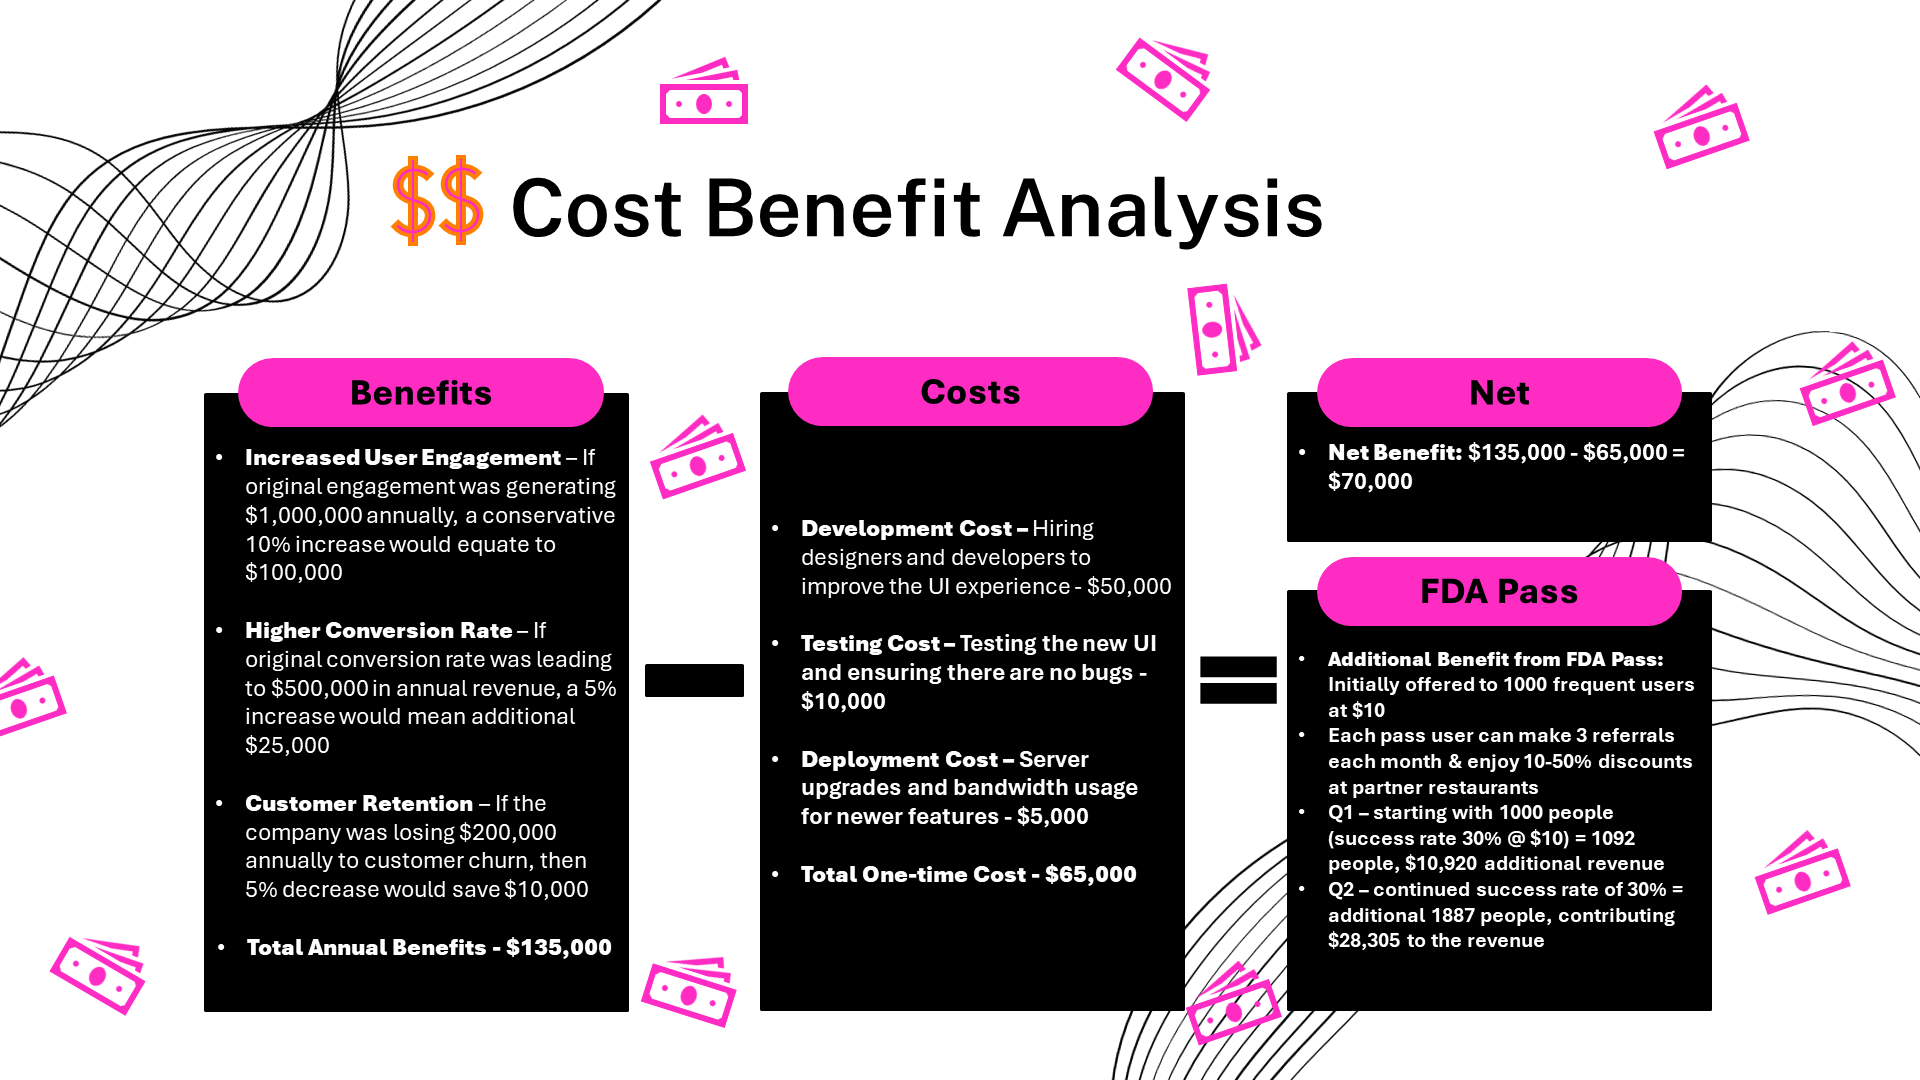 $$ Cost Benefit Analysis
Benefits
• Increased User Engagement – If
original engagement was generating
$1,000,000 annually, a conservative
10% increase would equate to
$100,000
• Higher Conversion Rate – If
original conversion rate was leading
to $500,000 in annual revenue, a 5%
increase would mean additional
$25,000
• Customer Retention – If the
company was losing $200,000
annually to customer churn, then
5% decrease would save $10,000
• Total Annual Benefits - $135,000
Costs
• Development Cost – Hiring
designers and developers to
improve the UI experience - $50,000
• Testing Cost – Testing the new UI
and ensuring there are no bugs -
$10,000
• Deployment Cost – Server
upgrades and bandwidth usage
for newer features - $5,000
• Total One-time Cost - $65,000
Net
• Net Benefit: $135,000 - $65,000 =
$70,000
FDA Pass
• Additional Benefit from FDA Pass:
Initially offered to 1000 frequent users
at $10
• Each pass user can make 3 referrals
each month & enjoy 10-50% discounts
at partner restaurants
• Q1 – starting with 1000 people
(success rate 30% @ $10) = 1092
people, $10,920 additional revenue
• Q2 – continued success rate of 30% =
additional 1887 people, contributing
$28,305 to the revenue